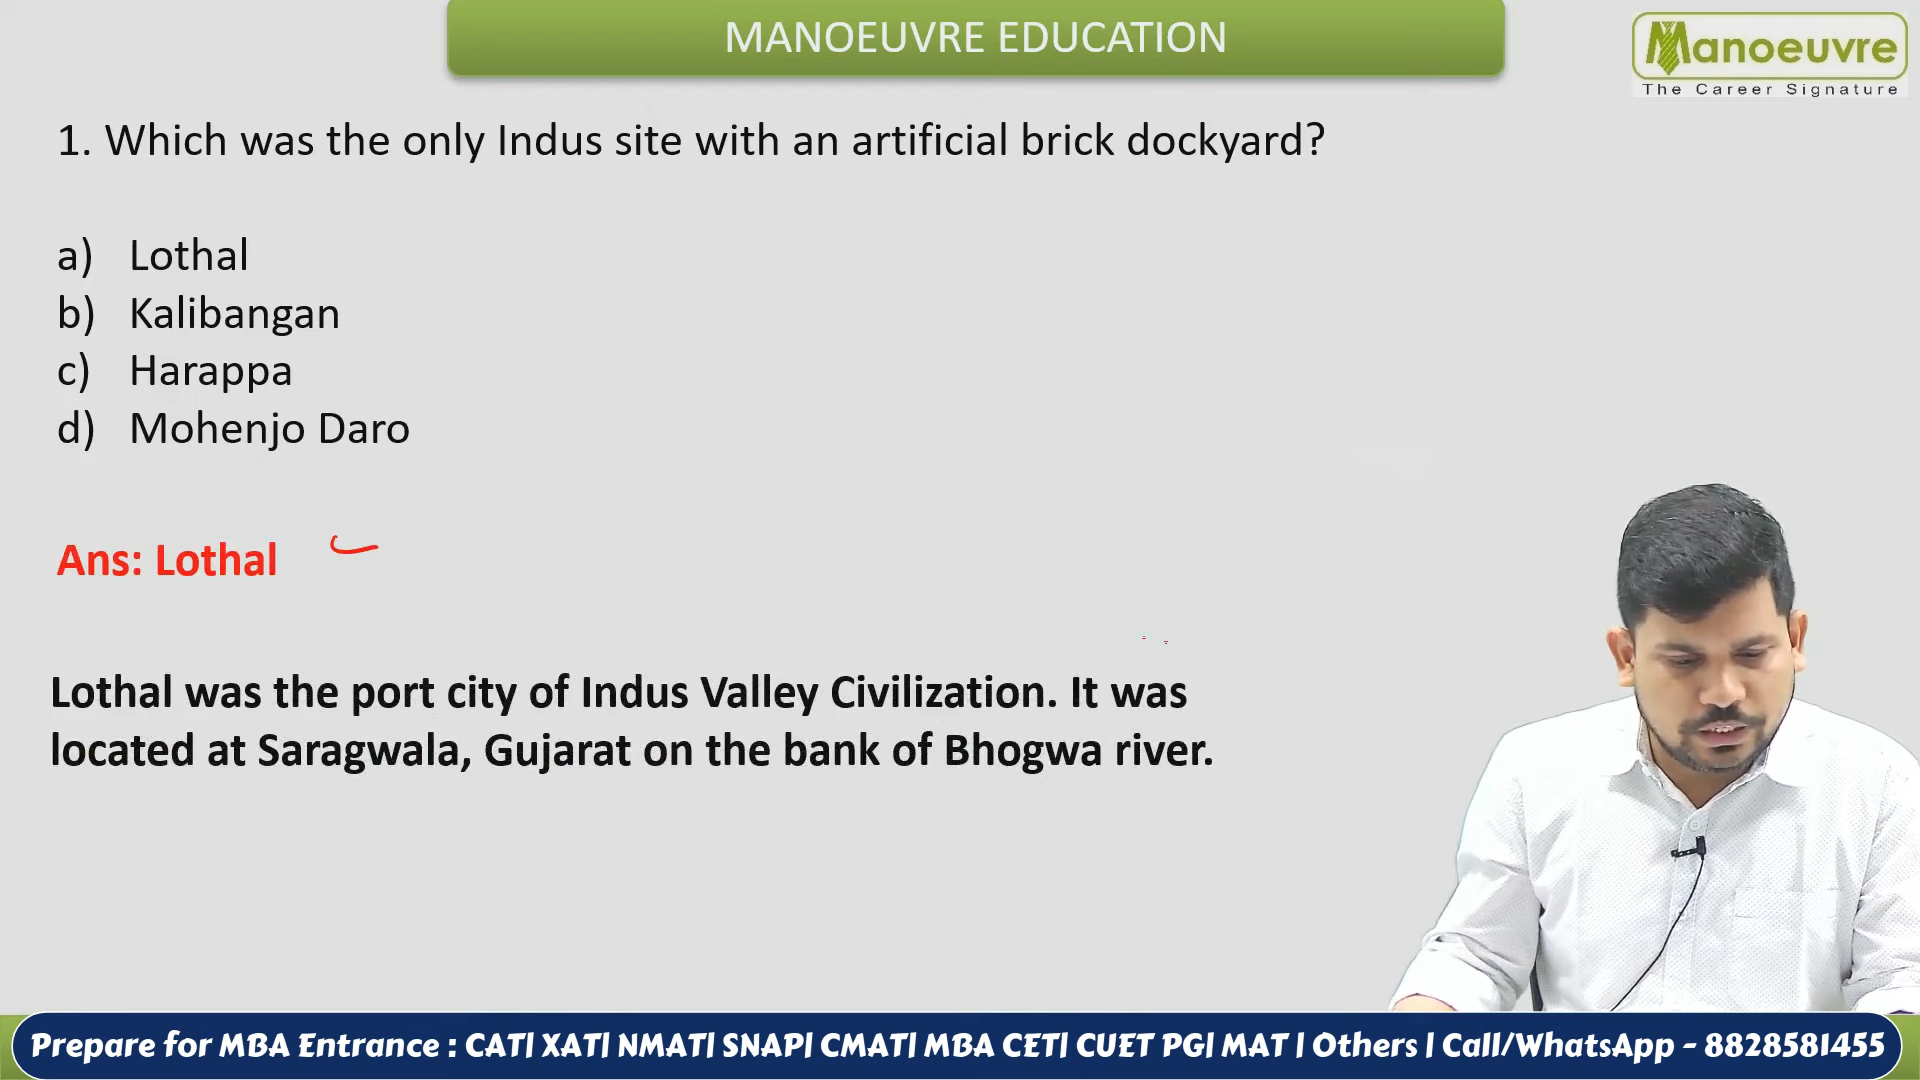 MANOEUVRE EDUCATION
Manoeuvre
The Career Signature
1. Which was the only Indus site with an artificial brick dockyard?
a) Lothal
b) Kalibangan
c) Harappa
d) Mohenjo Daro
Ans: Lothal
Lothal was the port city of Indus Valley Civilization. It was
located at Saragwala, Gujarat on the bank of Bhogwa river.
Prepare for MBA Entrance : CAT| XAT| NMAT| SNAP| CMAT| MBA CET| CUET PG| MAT | Others | Call/WhatsApp - 8828581455